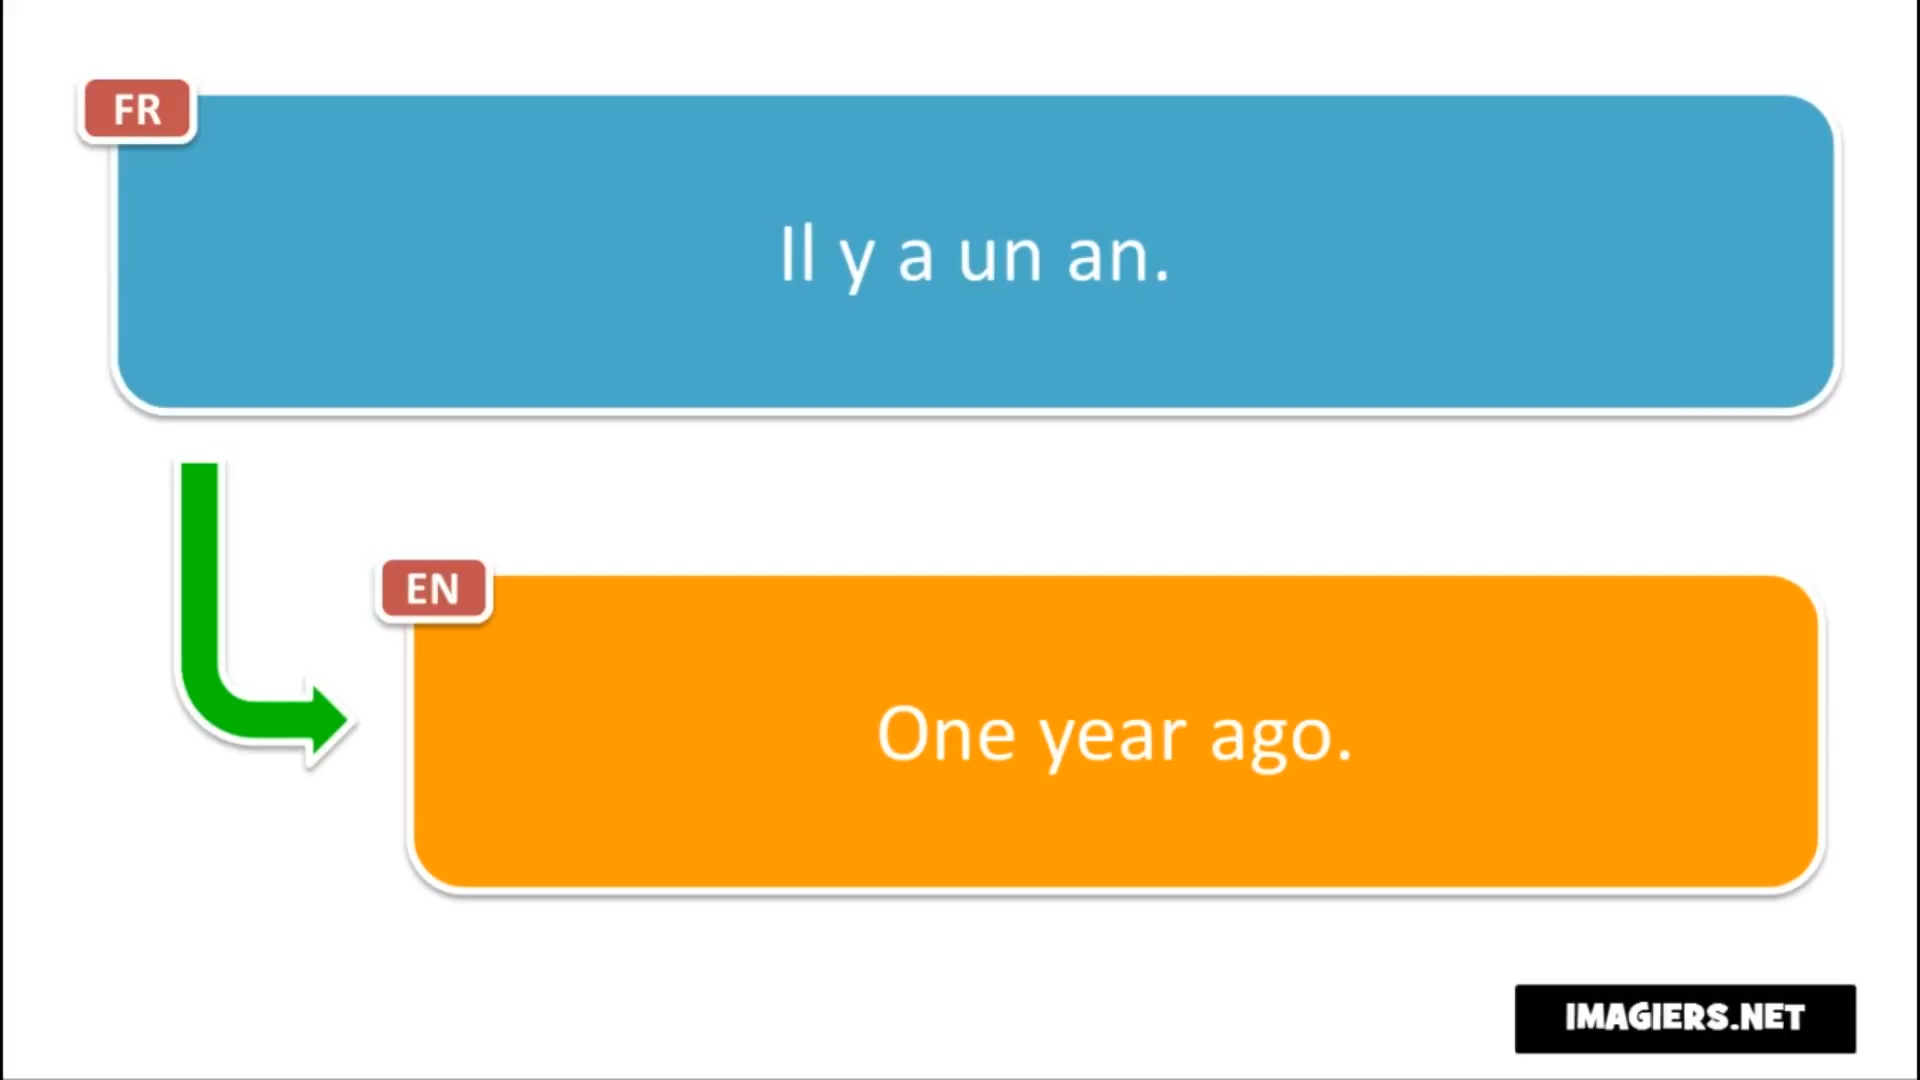 FR
Il y a un an.
EN
One year ago.
IMAGIERS.NET